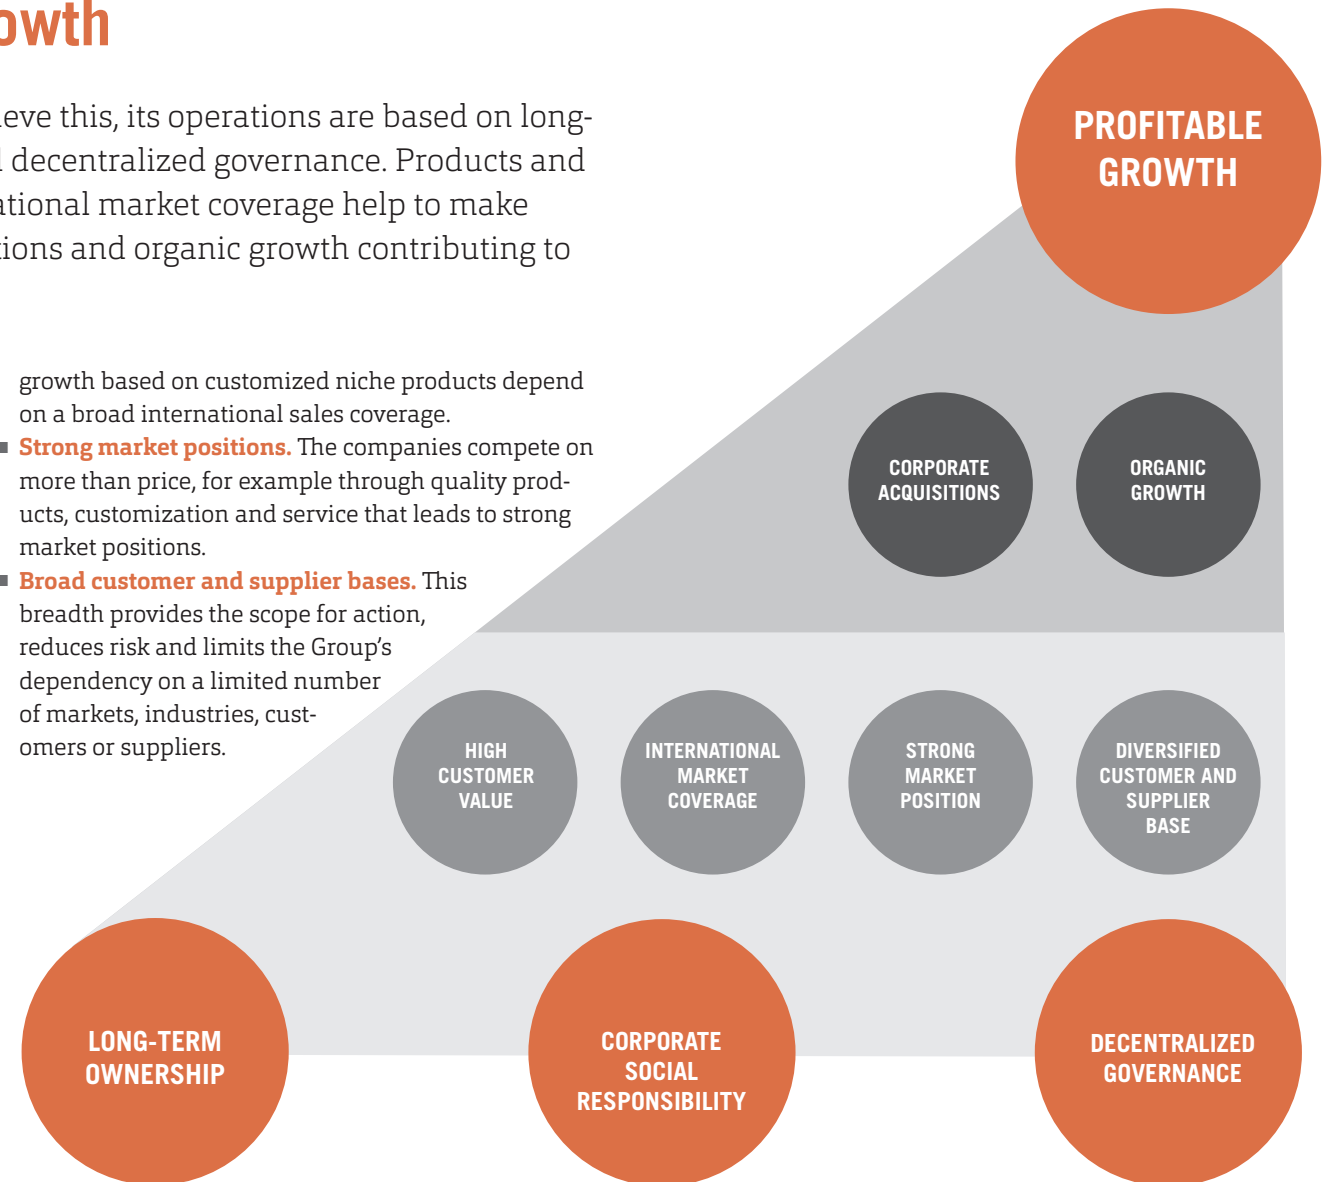 owth
ieve this, its operations are based on long-
decentralized governance. Products and
ational market coverage help to make
tions and organic growth contributing to
growth based on customized niche products depend
on a broad international sales coverage.
Strong market positions. The companies compete on
more than price, for example through quality prod-
ucts, customization and service that leads to strong
market positions.
Broad customer and supplier bases. This
breadth provides the scope for action,
reduces risk and limits the Group’s
dependency on a limited number
of markets, industries, cust-
omers or suppliers.
PROFITABLE
GROWTH
CORPORATE
ACQUISITIONS
ORGANIC
GROWTH
HIGH
CUSTOMER
VALUE
INTERNATIONAL
MARKET
COVERAGE
STRONG
MARKET
POSITION
DIVERSIFIED
CUSTOMER AND
SUPPLIER
BASE
LONG-TERM
OWNERSHIP
CORPORATE
SOCIAL
RESPONSIBILITY
DECENTRALIZED
GOVERNANCE